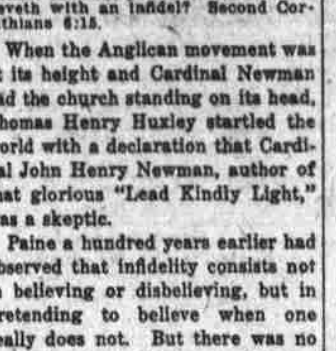 eveth with an infidel? Second Cor-
thians 6:15.
When the Anglican movement was
t its height and Cardinal Newman
ad the church standing on its head,
homas Henry Huxley startled the
orld with a declaration that Cardi-
al John Henry Newman, author of
hat glorious "Lead Kindly Light,"
as a skeptic.
Paine a hundred years earlier had
bserved that infidelity consists not
n believing or disbelieving, but in
retending to believe when one
eally does not. But there was no